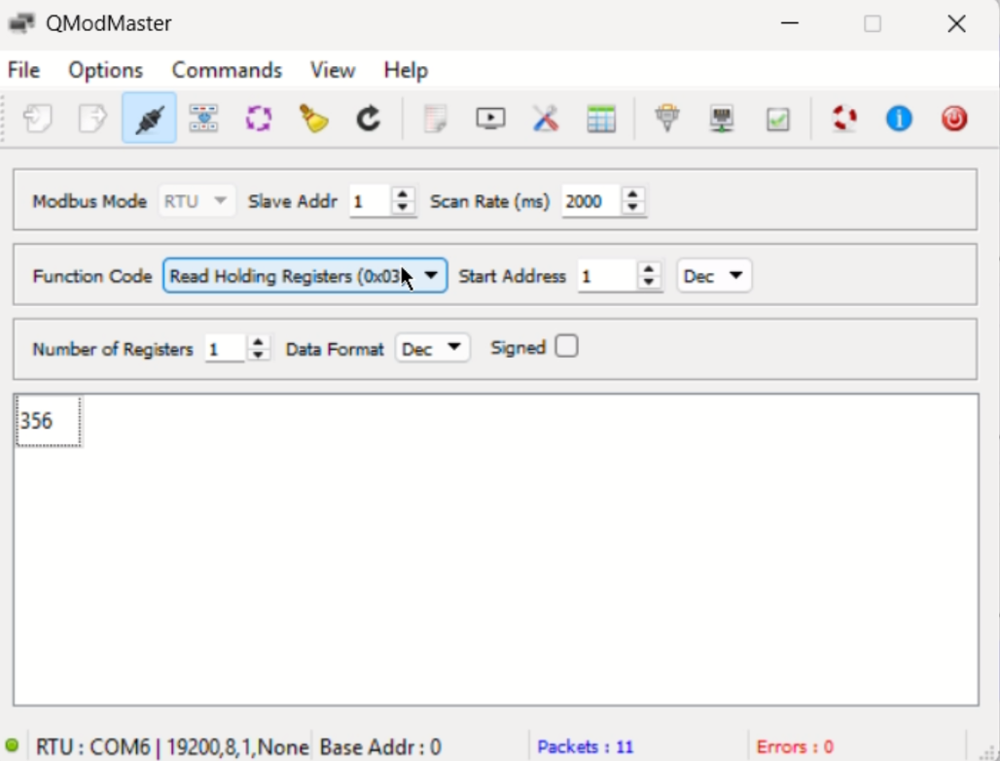 QModMaster
File Options Commands View Help
Modbus Mode RTU Slave Addr 1 Scan Rate (ms) 2000
Function Code Read Holding Registers (0x03 Start Address 1 Dec
Number of Registers 1 Data Format Dec Signed
356
RTU : COM6 | 19200,8,1,None Base Addr : 0 Packets : 11 Errors : 0